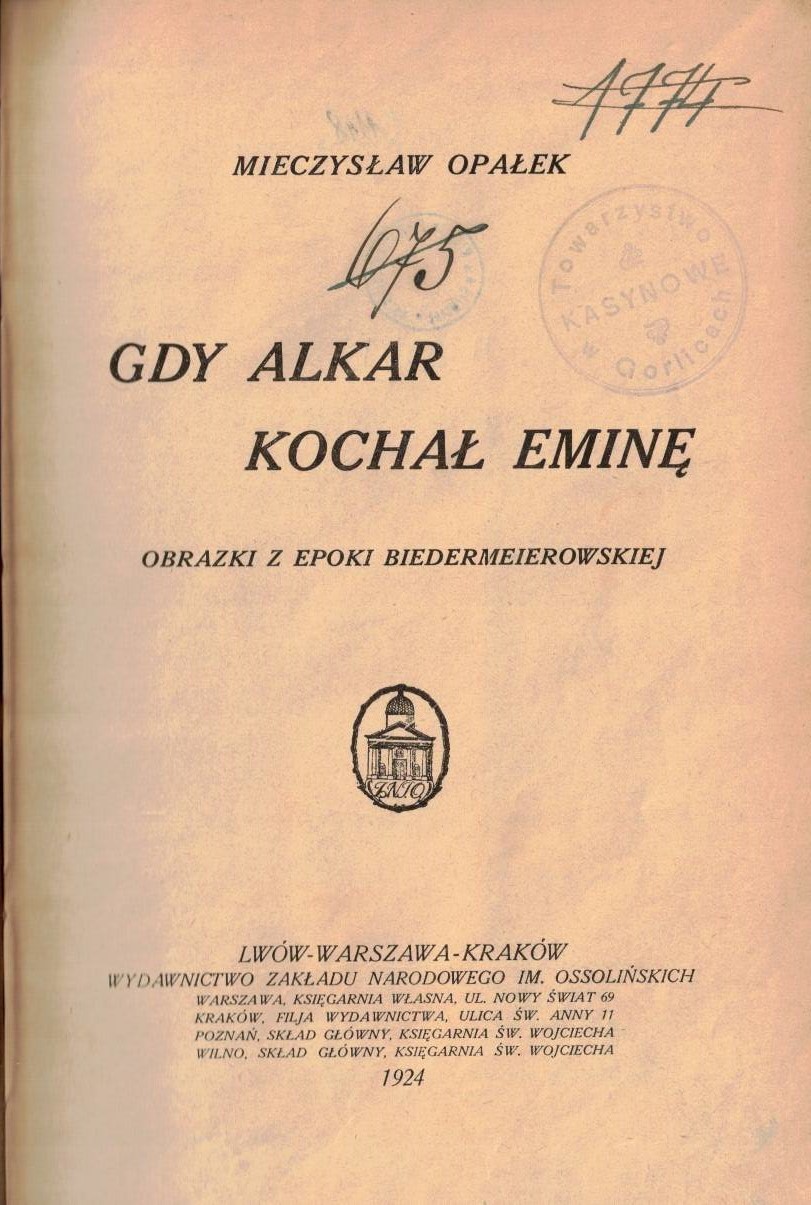 1775
MIECZYSŁAW OPAŁEK
675
Towarzystwo
KASYNOWE
w Gorlicach
GDY ALKAR
KOCHAŁ EMINĘ
OBRAZKI Z EPOKI BIEDERMEIEROWSKIEJ
ZNIO
LWÓW-WARSZAWA-KRAKÓW
WYDAWNICTWO ZAKŁADU NARODOWEGO IM. OSSOLIŃSKICH
WARSZAWA, KSIĘGARNIA WŁASNA, UL. NOWY ŚWIAT 69
KRAKÓW, FILJA WYDAWNICTWA, ULICA ŚW. ANNY 11
POZNAŃ, SKŁAD GŁÓWNY, KSIĘGARNIA ŚW. WOJCIECHA
WILNO, SKŁAD GŁÓWNY, KSIĘGARNIA ŚW. WOJCIECHA
1924